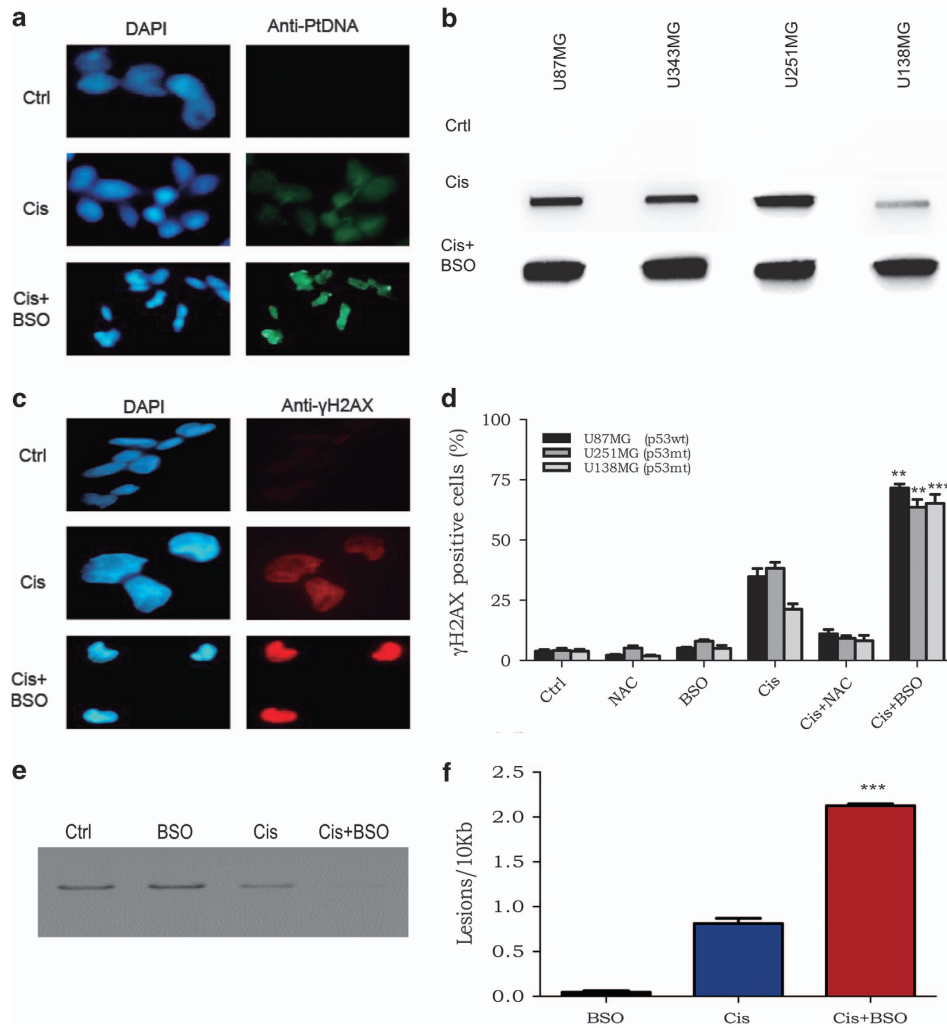 a
DAPI Anti-PtDNA
Ctrl
Cis
Cis+
BSO
b
U87MG U343MG U251MG U138MG
Crtl
Cis
Cis+
BSO
c
DAPI Anti-γH2AX
Ctrl
Cis
Cis+
BSO
d
γH2AX positive cells (%)
100
75
50
25
0
U87MG (p53wt)
U251MG (p53mt)
U138MG (p53mt)
** ** ***
Ctrl NAC BSO Cis Cis+NAC Cis+BSO
e
Ctrl BSO Cis Cis+BSO
f
Lesions/10Kb
2.5
2.0
1.5
1.0
0.5
0.0
***
BSO Cis Cis+BSO